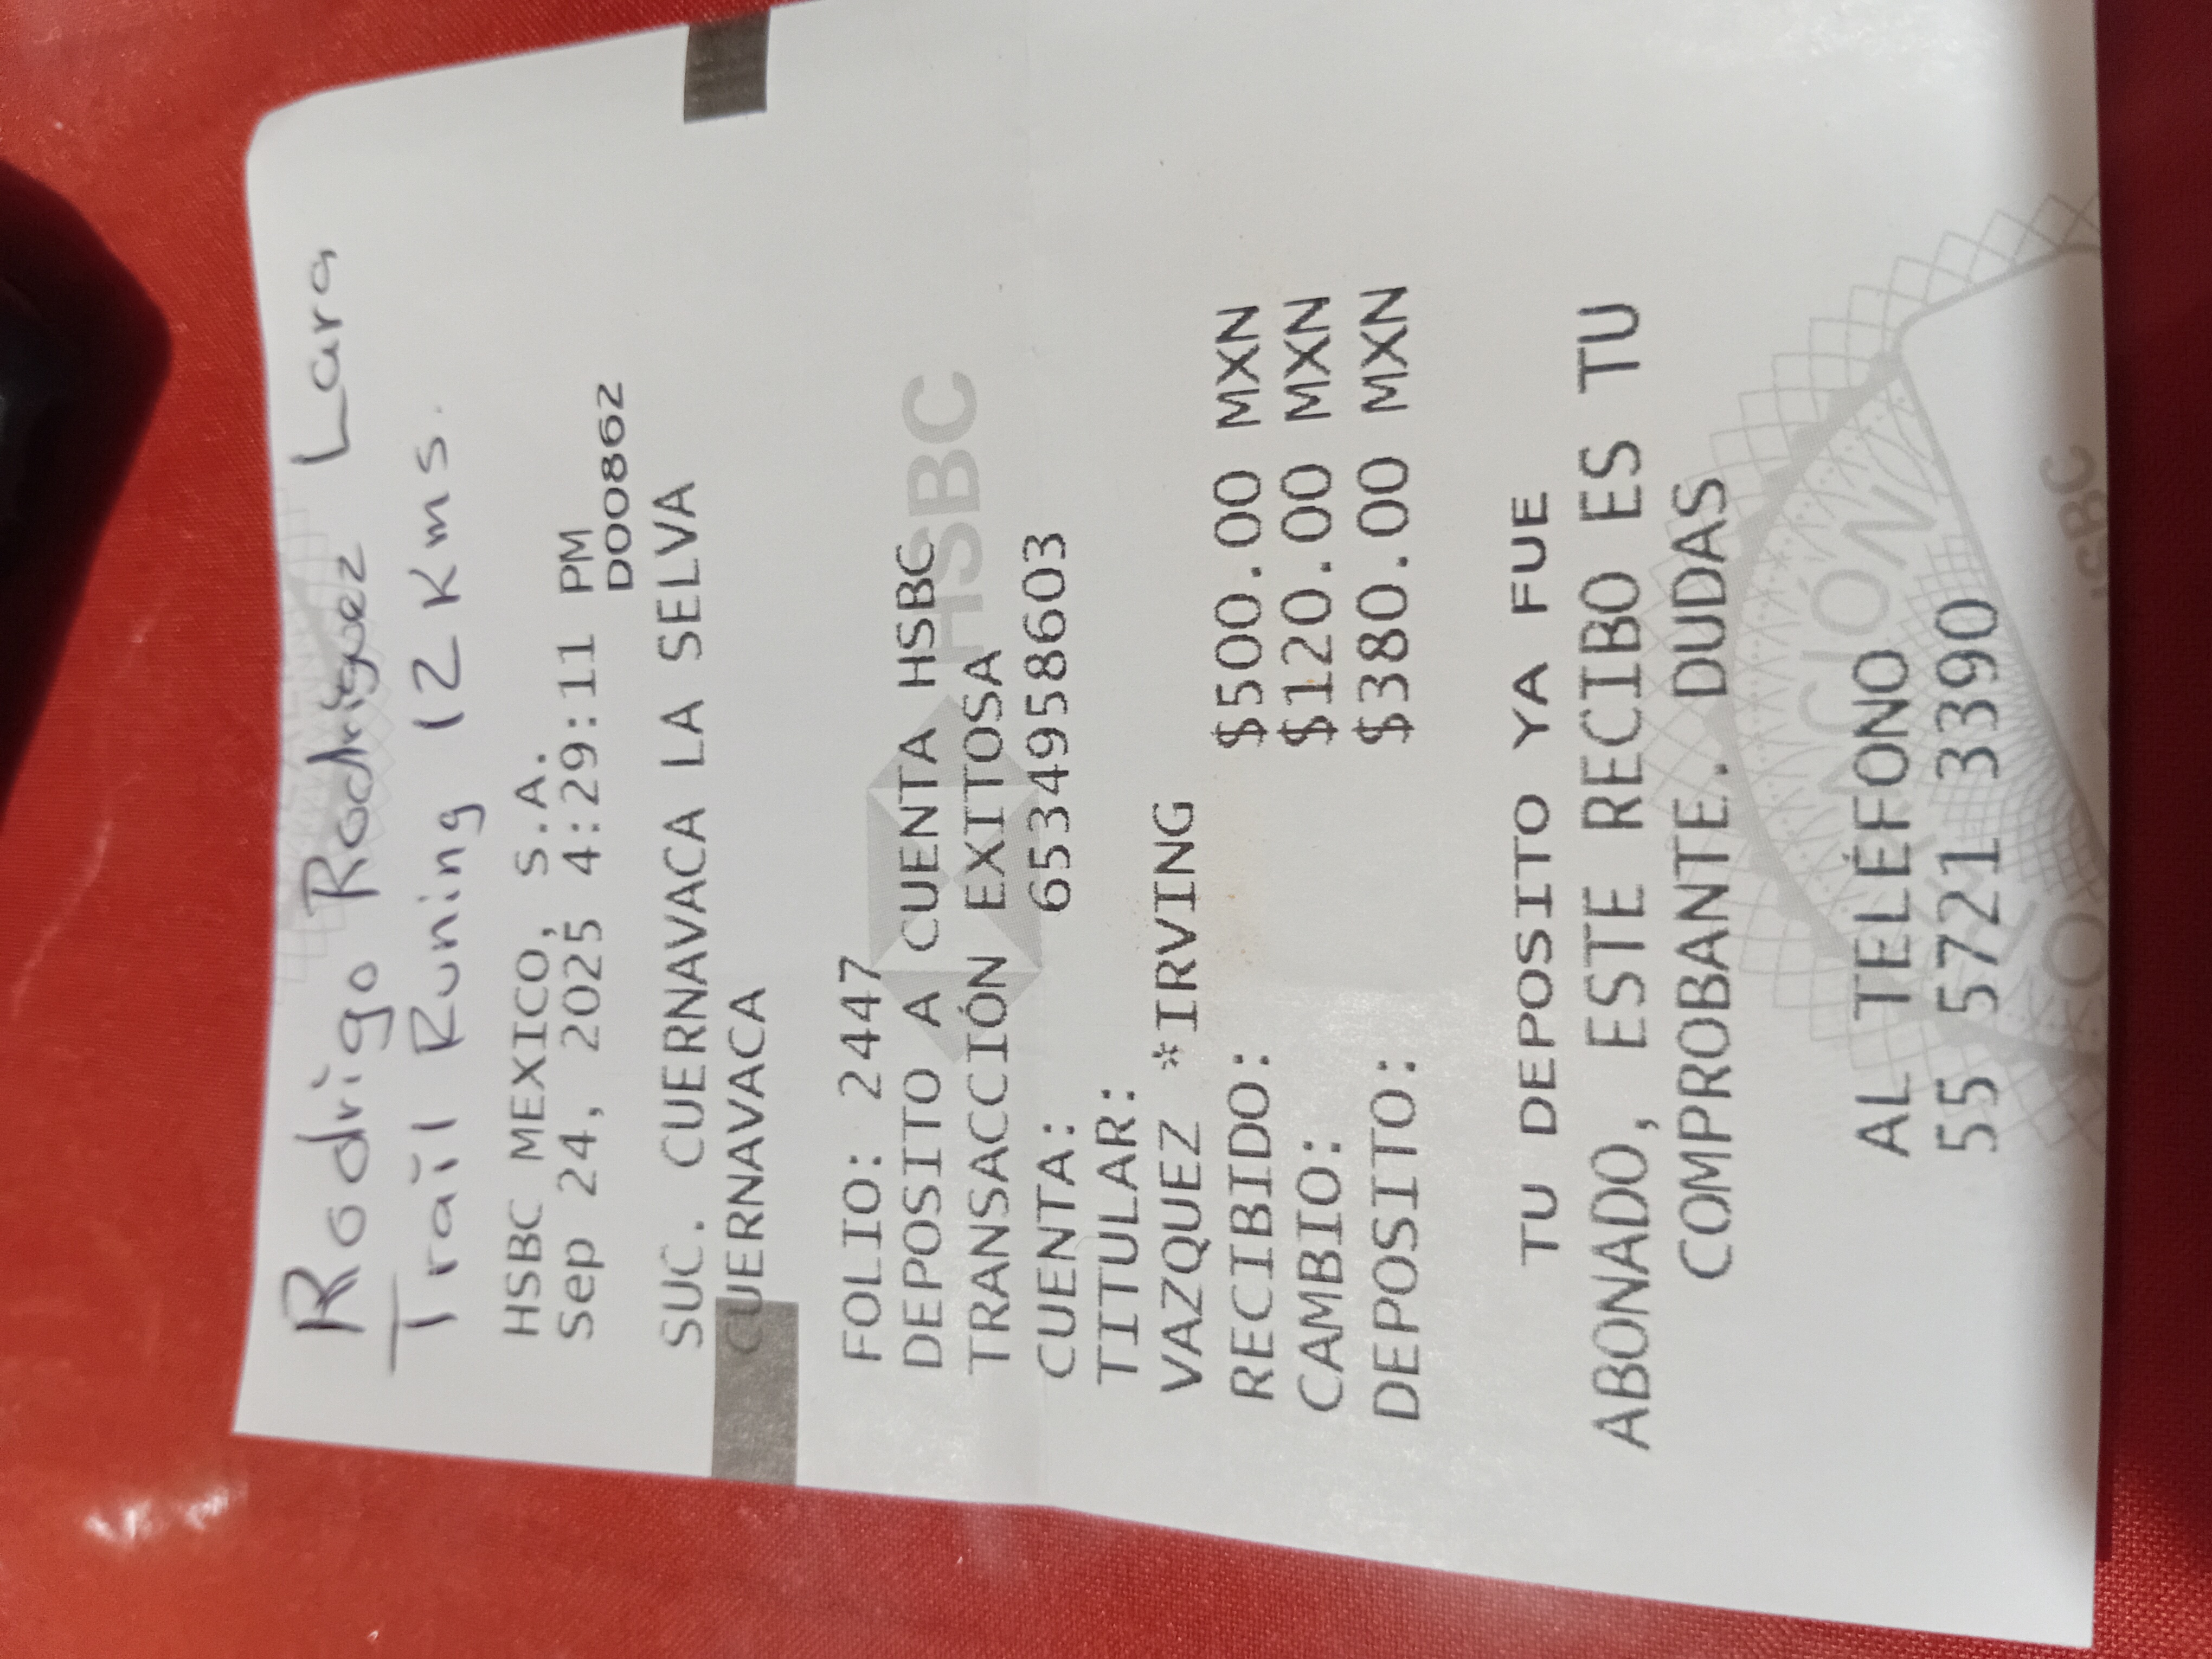 Rodrigo Rodríguez Lara
Trail Runing 12 Kms.
HSBC MEXICO, S.A.
Sep 24, 2025 4:29:11 PM
D00862
SUC. CUERNAVACA LA SELVA
CUERNAVACA
FOLIO: 2447
DEPOSITO A CUENTA HSBC
TRANSACCIÓN EXITOSA
CUENTA: 6534958603
TITULAR:
VAZQUEZ *IRVING
RECIBIDO: $500.00 MXN
CAMBIO: $120.00 MXN
DEPOSITO: $380.00 MXN
HSBC
TU DEPOSITO YA FUE
ABONADO, ESTE RECIBO ES TU
COMPROBANTE. DUDAS
AL TELÉFONO
55 5721 3390
HSBC